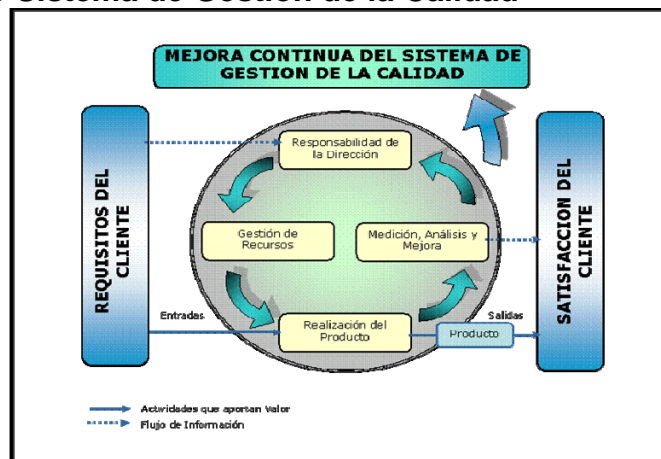 Sistema de Gestión de la Calidad
MEJORA CONTINUA DEL SISTEMA DE
GESTION DE LA CALIDAD
REQUISITOS DEL
CLIENTE
Responsabilidad de
la Dirección
Gestión de
Recursos
Medición, Análisis y
Mejora
SATISFACCION DEL
CLIENTE
Entradas
Realización del
Producto
Salidas
Producto
Actividades que aportan Valor
Flujo de Información